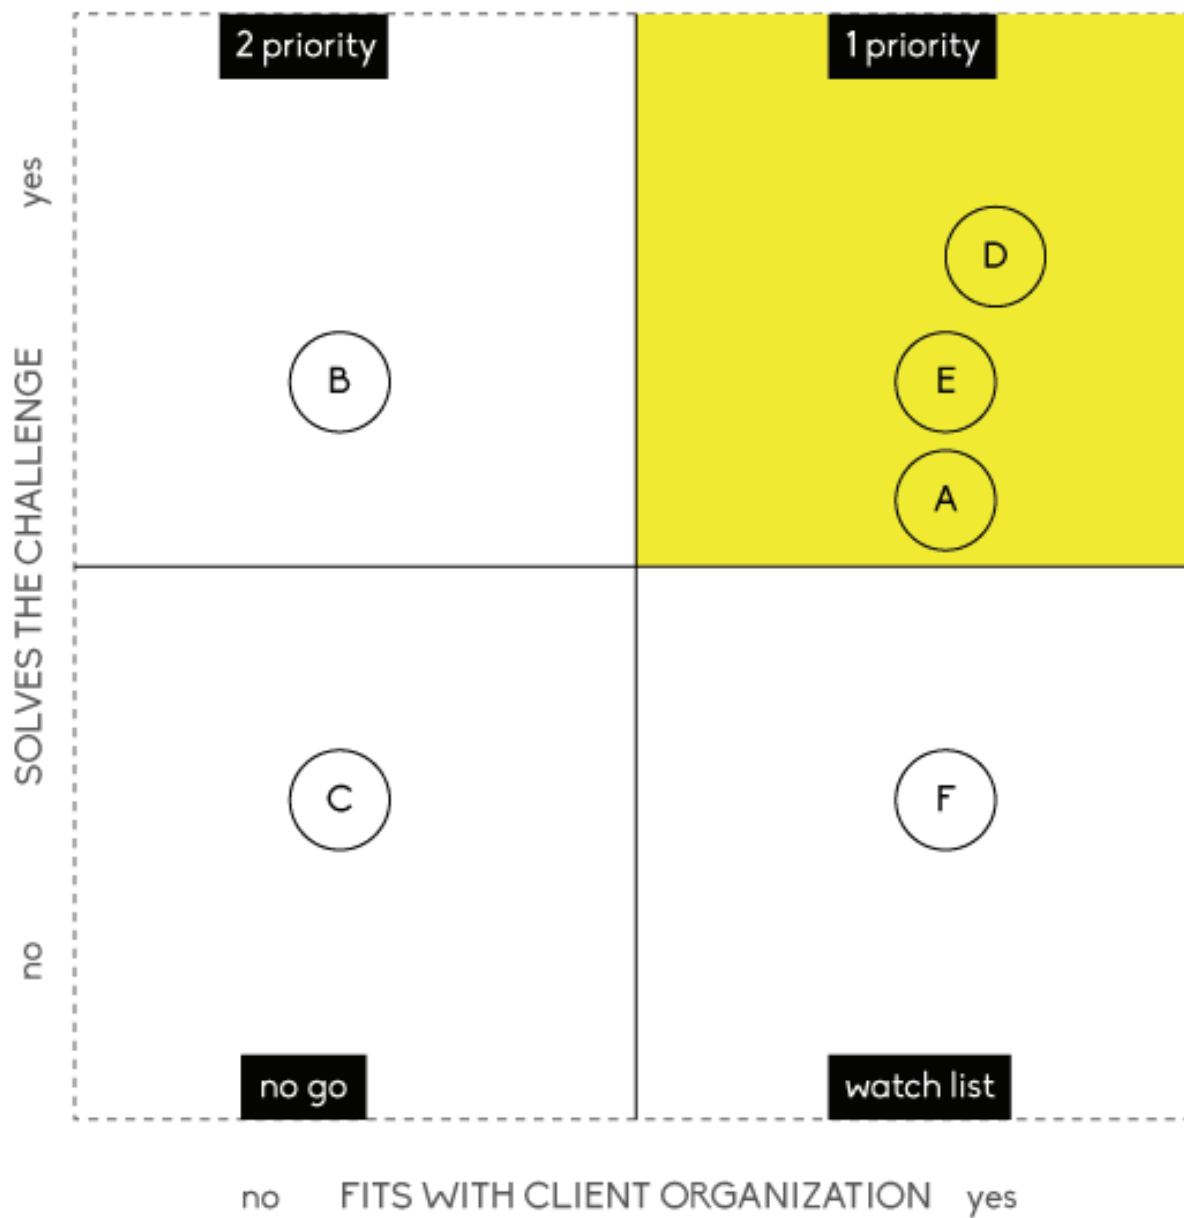 2 priority
1 priority
yes
D
B
E
A
SOLVES THE CHALLENGE
C
F
no
no go
watch list
no
FITS WITH CLIENT ORGANIZATION
yes